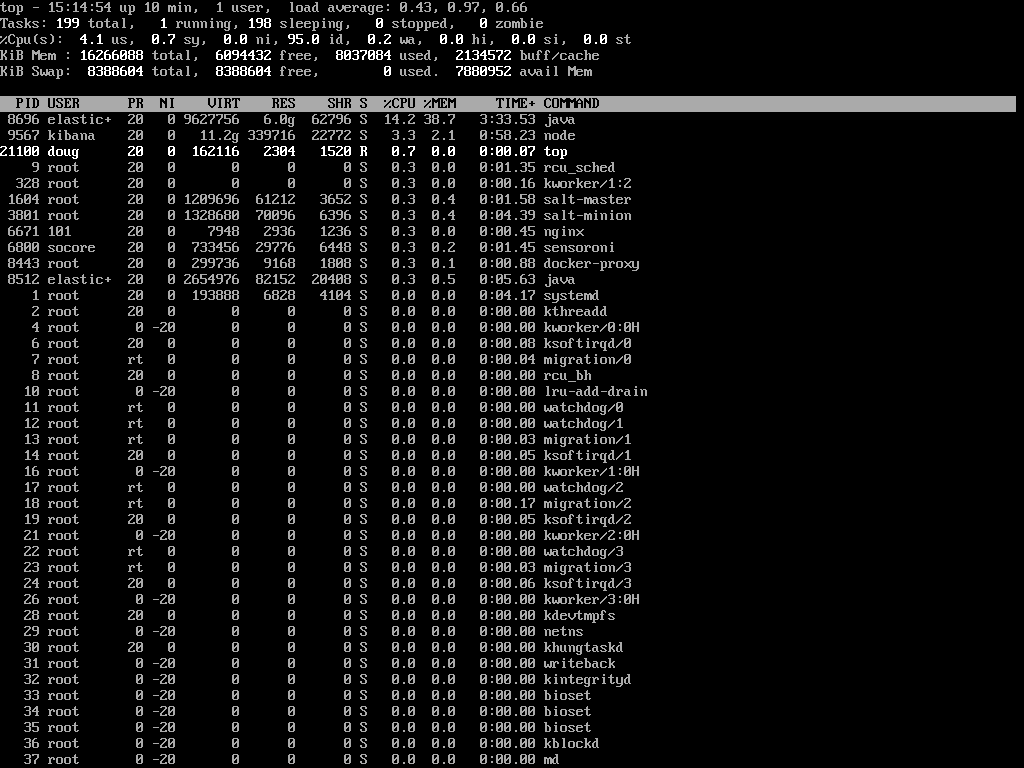 top - 15:14:54 up 10 min,  1 user,  load average: 0.43, 0.97, 0.66
Tasks: 199 total,   1 running, 198 sleeping,   0 stopped,   0 zombie
%Cpu(s):  4.1 us,  0.7 sy,  0.0 ni, 95.0 id,  0.2 wa,  0.0 hi,  0.0 si,  0.0 st
KiB Mem : 16266088 total,  6094432 free,  8037084 used,  2134572 buff/cache
KiB Swap:  8388604 total,  8388604 free,        0 used.  7880952 avail Mem
  PID USER      PR  NI    VIRT    RES    SHR S  %CPU %MEM     TIME+ COMMAND
 8696 elastic+  20   0 9627756   6.0g  62796 S  14.2 38.7   3:33.53 java
 9567 kibana    20   0   11.2g 339716  22772 S   3.3  2.1   0:58.23 node
21100 doug      20   0  162116   2304   1520 R   0.7  0.0   0:00.07 top
    9 root      20   0       0      0      0 S   0.3  0.0   0:01.35 rcu_sched
  328 root      20   0       0      0      0 S   0.3  0.0   0:00.16 kworker/1:2
 1604 root      20   0 1209696  61212   3652 S   0.3  0.4   0:01.58 salt-master
 3801 root      20   0 1328680  70096   6396 S   0.3  0.4   0:04.39 salt-minion
 6671 101       20   0    7948   2936   1236 S   0.3  0.0   0:00.45 nginx
 6800 socore    20   0  733456  29776   6448 S   0.3  0.2   0:01.45 sensoroni
 8443 root      20   0  299736   9168   1808 S   0.3  0.1   0:00.88 docker-proxy
 8512 elastic+  20   0 2654976  82152  20408 S   0.3  0.5   0:05.63 java
    1 root      20   0  193888   6828   4104 S   0.0  0.0   0:04.17 systemd
    2 root      20   0       0      0      0 S   0.0  0.0   0:00.00 kthreadd
    4 root       0 -20       0      0      0 S   0.0  0.0   0:00.00 kworker/0:0H
    6 root      20   0       0      0      0 S   0.0  0.0   0:00.08 ksoftirqd/0
    7 root      rt   0       0      0      0 S   0.0  0.0   0:00.04 migration/0
    8 root      20   0       0      0      0 S   0.0  0.0   0:00.00 rcu_bh
   10 root       0 -20       0      0      0 S   0.0  0.0   0:00.00 lru-add-drain
   11 root      rt   0       0      0      0 S   0.0  0.0   0:00.00 watchdog/0
   12 root      rt   0       0      0      0 S   0.0  0.0   0:00.00 watchdog/1
   13 root      rt   0       0      0      0 S   0.0  0.0   0:00.03 migration/1
   14 root      20   0       0      0      0 S   0.0  0.0   0:00.05 ksoftirqd/1
   16 root       0 -20       0      0      0 S   0.0  0.0   0:00.00 kworker/1:0H
   17 root      rt   0       0      0      0 S   0.0  0.0   0:00.00 watchdog/2
   18 root      rt   0       0      0      0 S   0.0  0.0   0:00.17 migration/2
   19 root      20   0       0      0      0 S   0.0  0.0   0:00.05 ksoftirqd/2
   21 root       0 -20       0      0      0 S   0.0  0.0   0:00.00 kworker/2:0H
   22 root      rt   0       0      0      0 S   0.0  0.0   0:00.00 watchdog/3
   23 root      rt   0       0      0      0 S   0.0  0.0   0:00.03 migration/3
   24 root      20   0       0      0      0 S   0.0  0.0   0:00.06 ksoftirqd/3
   26 root       0 -20       0      0      0 S   0.0  0.0   0:00.00 kworker/3:0H
   28 root      20   0       0      0      0 S   0.0  0.0   0:00.00 kdevtmpfs
   29 root       0 -20       0      0      0 S   0.0  0.0   0:00.00 netns
   30 root      20   0       0      0      0 S   0.0  0.0   0:00.00 khungtaskd
   31 root       0 -20       0      0      0 S   0.0  0.0   0:00.00 writeback
   32 root       0 -20       0      0      0 S   0.0  0.0   0:00.00 kintegrityd
   33 root       0 -20       0      0      0 S   0.0  0.0   0:00.00 bioset
   34 root       0 -20       0      0      0 S   0.0  0.0   0:00.00 bioset
   35 root       0 -20       0      0      0 S   0.0  0.0   0:00.00 bioset
   36 root       0 -20       0      0      0 S   0.0  0.0   0:00.00 kblockd
   37 root       0 -20       0      0      0 S   0.0  0.0   0:00.00 md